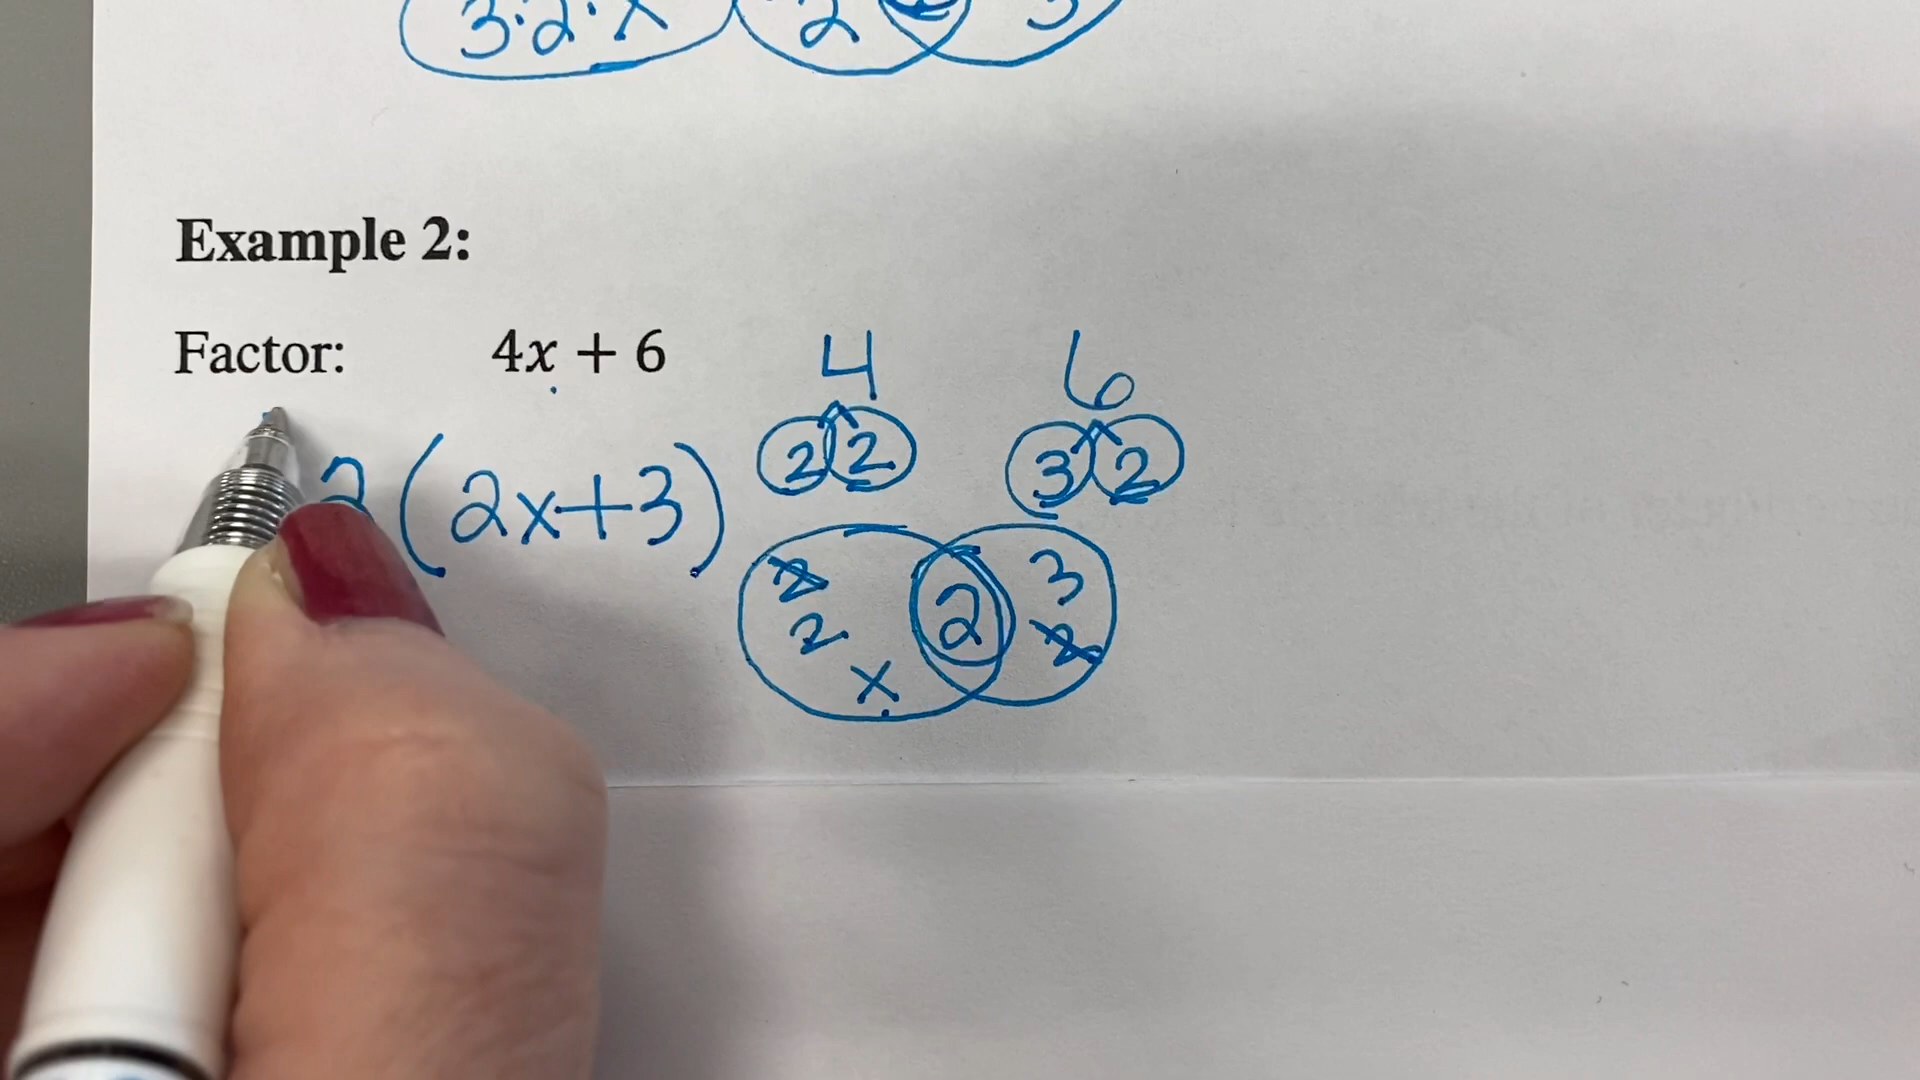 3·2·x 2 3
Example 2:
Factor: 4x + 6 4 6
2 2 3 2
2(2x+3)
2 2 3
2 2
x